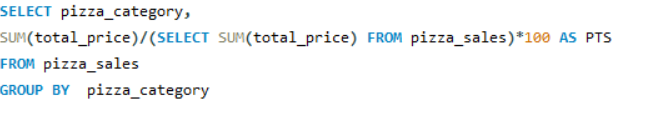 SELECT pizza_category,
SUM(total_price)/(SELECT SUM(total_price) FROM pizza_sales)*100 AS PTS
FROM pizza_sales
GROUP BY  pizza_category